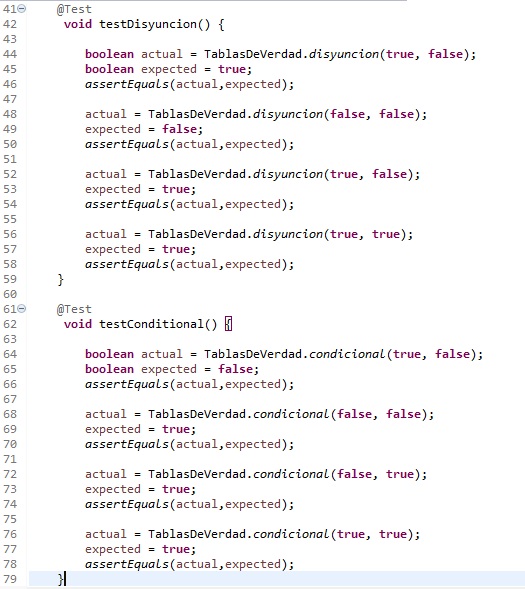 41 @Test
42 void testDisyuncion() {
43
44 boolean actual = TablasDeVerdad.disyuncion(true, false);
45 boolean expected = true;
46 assertEquals(actual,expected);
47
48 actual = TablasDeVerdad.disyuncion(false, false);
49 expected = false;
50 assertEquals(actual,expected);
51
52 actual = TablasDeVerdad.disyuncion(true, false);
53 expected = true;
54 assertEquals(actual,expected);
55
56 actual = TablasDeVerdad.disyuncion(true, true);
57 expected = true;
58 assertEquals(actual,expected);
59 }
60
61 @Test
62 void testConditional() {
63
64 boolean actual = TablasDeVerdad.condicional(true, false);
65 boolean expected = false;
66 assertEquals(actual,expected);
67
68 actual = TablasDeVerdad.condicional(false, false);
69 expected = true;
70 assertEquals(actual,expected);
71
72 actual = TablasDeVerdad.condicional(false, true);
73 expected = true;
74 assertEquals(actual,expected);
75
76 actual = TablasDeVerdad.condicional(true, true);
77 expected = true;
78 assertEquals(actual,expected);
79 }